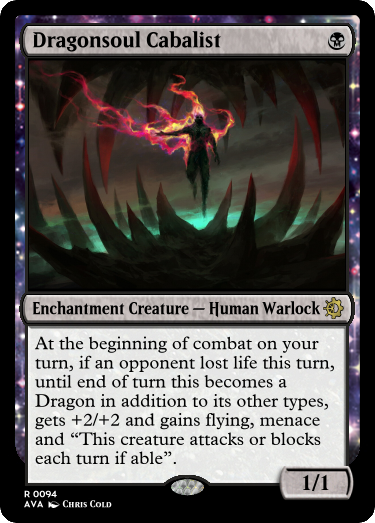 Dragonsoul Cabalist
Enchantment Creature — Human Warlock
At the beginning of combat on your
turn, if an opponent lost life this turn,
until end of turn this becomes a
Dragon in addition to its other types,
gets +2/+2 and gains flying, menace
and “This creature attacks or blocks
each turn if able”.
1/1
R 0094
AVA Chris Cold